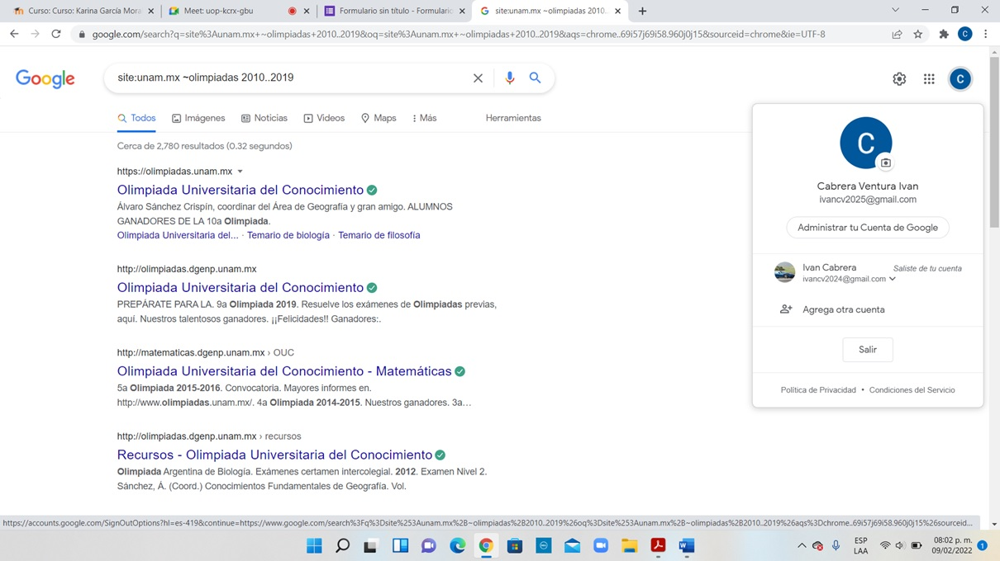 Curso: Curso: Karina García Mora
Meet: uop-kcrx-gbu
Formulario sin título - Formulario
site:unam.mx ~olimpiadas 2010..
google.com/search?q=site%3Aunam.mx+~olimpiadas+2010..2019&oq=site%3Aunam.mx+~olimpiadas+2010..2019&aqs=chrome..69i57j69i58.960j0j15&sourceid=chrome&ie=UTF-8
C
Google
site:unam.mx ~olimpiadas 2010..2019
C
Todos
Imágenes
Noticias
Videos
Maps
Más
Herramientas
Cerca de 2,780 resultados (0.32 segundos)
https://olimpiadas.unam.mx
Olimpiada Universitaria del Conocimiento
Álvaro Sánchez Crispín, coordinar del Área de Geografía y gran amigo. ALUMNOS
GANADORES DE LA 10a Olimpiada.
Olimpiada Universitaria del... · Temario de biología · Temario de filosofía
http://olimpiadas.dgenp.unam.mx
Olimpiada Universitaria del Conocimiento
PREPÁRATE PARA LA. 9a Olimpiada 2019. Resuelve los exámenes de Olimpiadas previas,
aquí. Nuestros talentosos ganadores. ¡¡Felicidades!! Ganadores:.
http://matematicas.dgenp.unam.mx › OUC
Olimpiada Universitaria del Conocimiento - Matemáticas
5a Olimpiada 2015-2016. Convocatoria. Mayores informes en.
http://www.olimpiadas.unam.mx/. 4a Olimpiada 2014-2015. Nuestros ganadores. 3a...
http://olimpiadas.dgenp.unam.mx › recursos
Recursos - Olimpiada Universitaria del Conocimiento
Olimpiada Argentina de Biología. Exámenes certamen intercolegial. 2012. Examen Nivel 2.
Sánchez, Á. (Coord.) Conocimientos Fundamentales de Geografía. Vol.
C
Cabrera Ventura Ivan
ivancv2025@gmail.com
Administrar tu Cuenta de Google
Ivan Cabrera
Saliste de tu cuenta
ivancv2024@gmail.com
Agrega otra cuenta
Salir
Política de Privacidad • Condiciones del Servicio
https://accounts.google.com/SignOutOptions?hl=es-419&continue=https://www.google.com/search%3Fq%3Dsite%253Aunam.mx%2B~olimpiadas%2B2010..2019%26oq%3Dsite%253Aunam.mx%2B~olimpiadas%2B2010..2019%26aqs%3Dchrome..69i57j69i58.960j0j15%26sourceid...
ESP
LAA
08:02 p. m.
09/02/2022
1